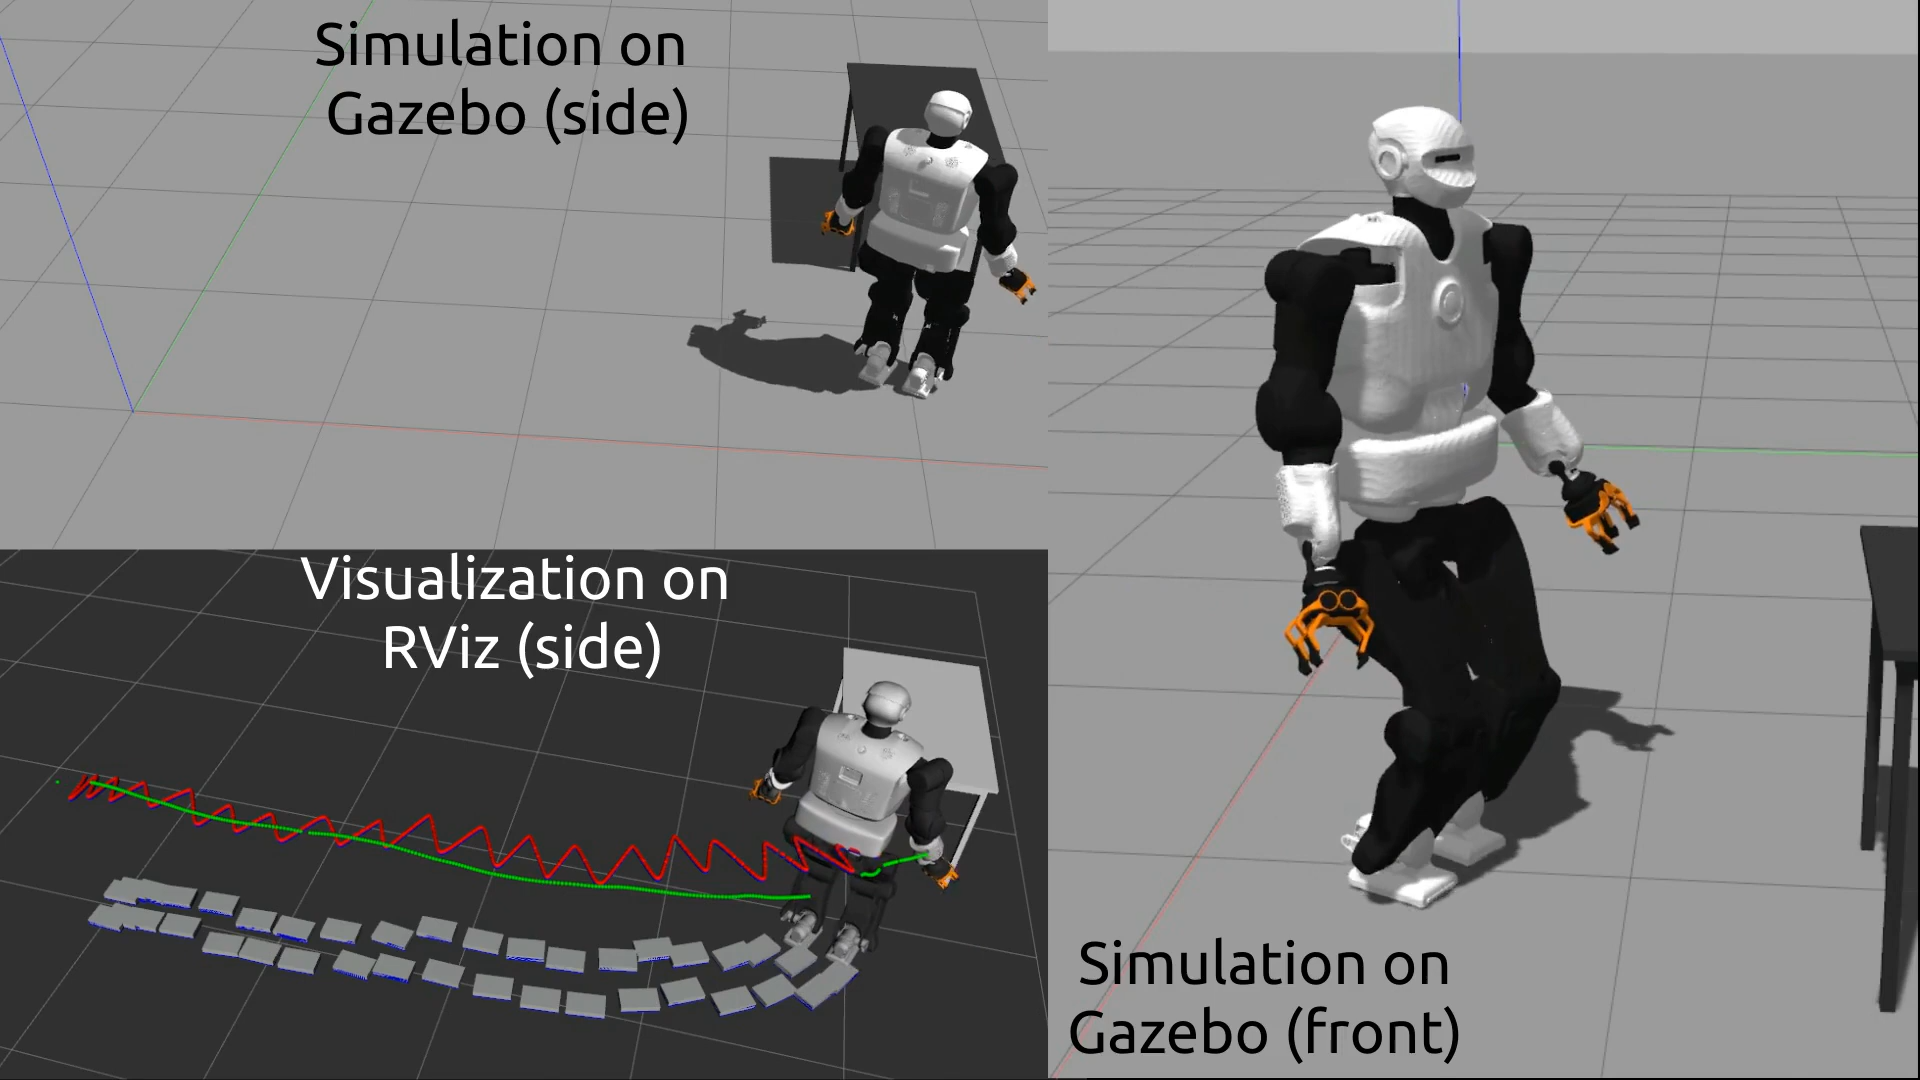 Simulation on
Gazebo (side)
Visualization on
RViz (side)
Simulation on
Gazebo (front)